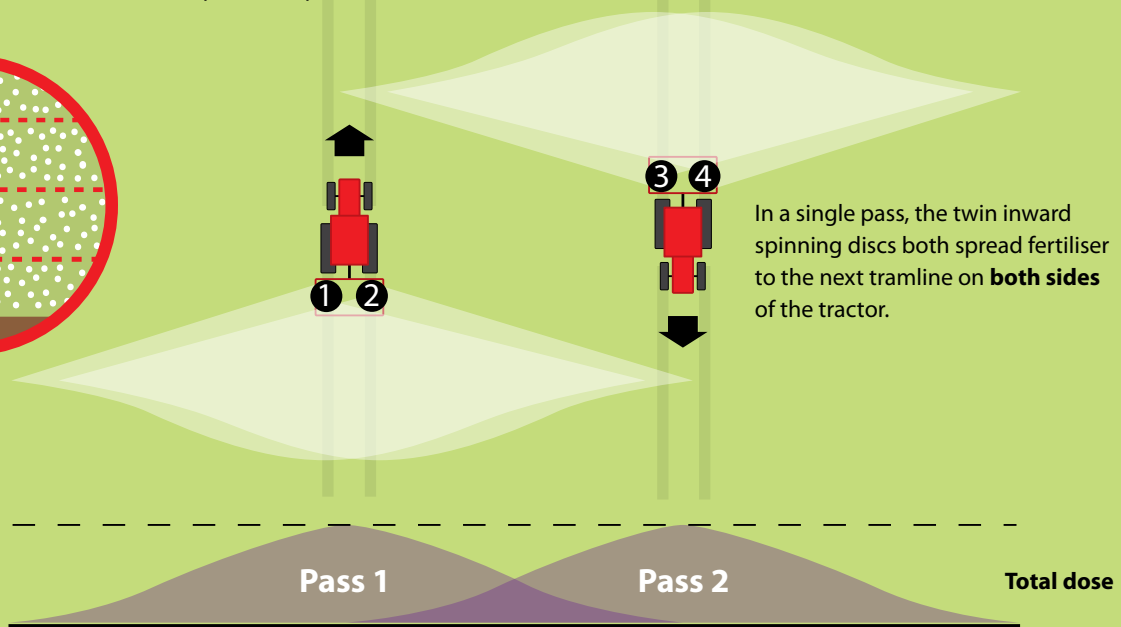 3 4
In a single pass, the twin inward
spinning discs both spread fertiliser
to the next tramline on both sides
of the tractor.
1 2
Pass 1
Pass 2
Total dose